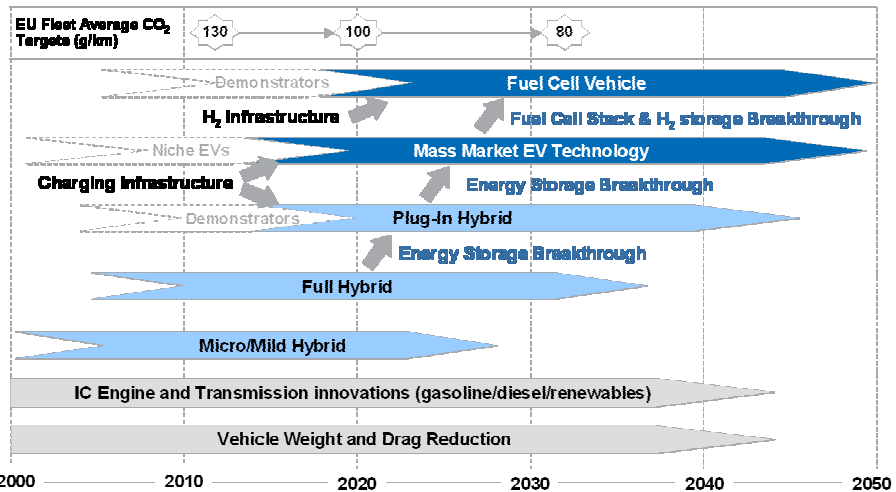 EU Fleet Average CO₂
Targets (g/km)
130
100
80
Demonstrators
Fuel Cell Vehicle
H₂ Infrastructure
Fuel Cell Stack & H₂ storage Breakthrough
Niche EVs
Mass Market EV Technology
Charging Infrastructure
Energy Storage Breakthrough
Demonstrators
Plug-In Hybrid
Energy Storage Breakthrough
Full Hybrid
Micro/Mild Hybrid
IC Engine and Transmission innovations (gasoline/diesel/renewables)
Vehicle Weight and Drag Reduction
2000 2010 2020 2030 2040 2050